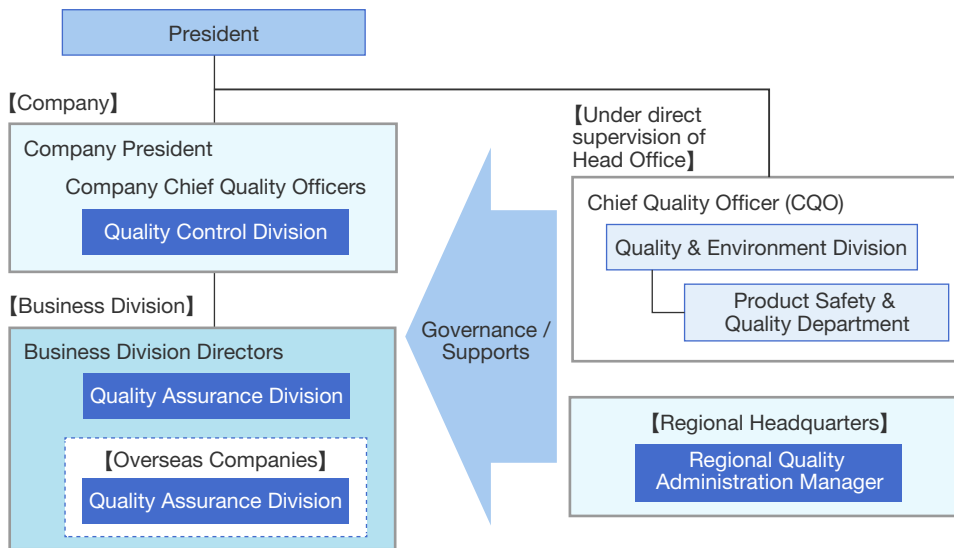 President
【Company】
Company President
Company Chief Quality Officers
Quality Control Division
【Business Division】
Business Division Directors
Quality Assurance Division
【Overseas Companies】
Quality Assurance Division
Governance /
Supports
【Under direct
supervision of
Head Office】
Chief Quality Officer (CQO)
Quality & Environment Division
Product Safety &
Quality Department
【Regional Headquarters】
Regional Quality
Administration Manager